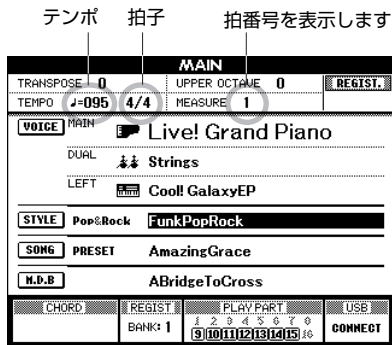 テンポ 拍子 拍番号を表示します
MAIN
TRANSPOSE 0 UPPER OCTAVE 0 REGIST.
TEMPO ♩=095 4/4 MEASURE 1
VOICE MAIN Live! Grand Piano
DUAL Strings
LEFT Cool! GalaxyEP
STYLE Pop&Rock FunkPopRock
SONG PRESET AmazingGrace
M.D.B ABridgeToCross
CHORD REGIST PLAY PART USB
BANK: 1 1 2 3 4 5 6 7 8 CONNECT
9 10 11 12 13 14 15 16